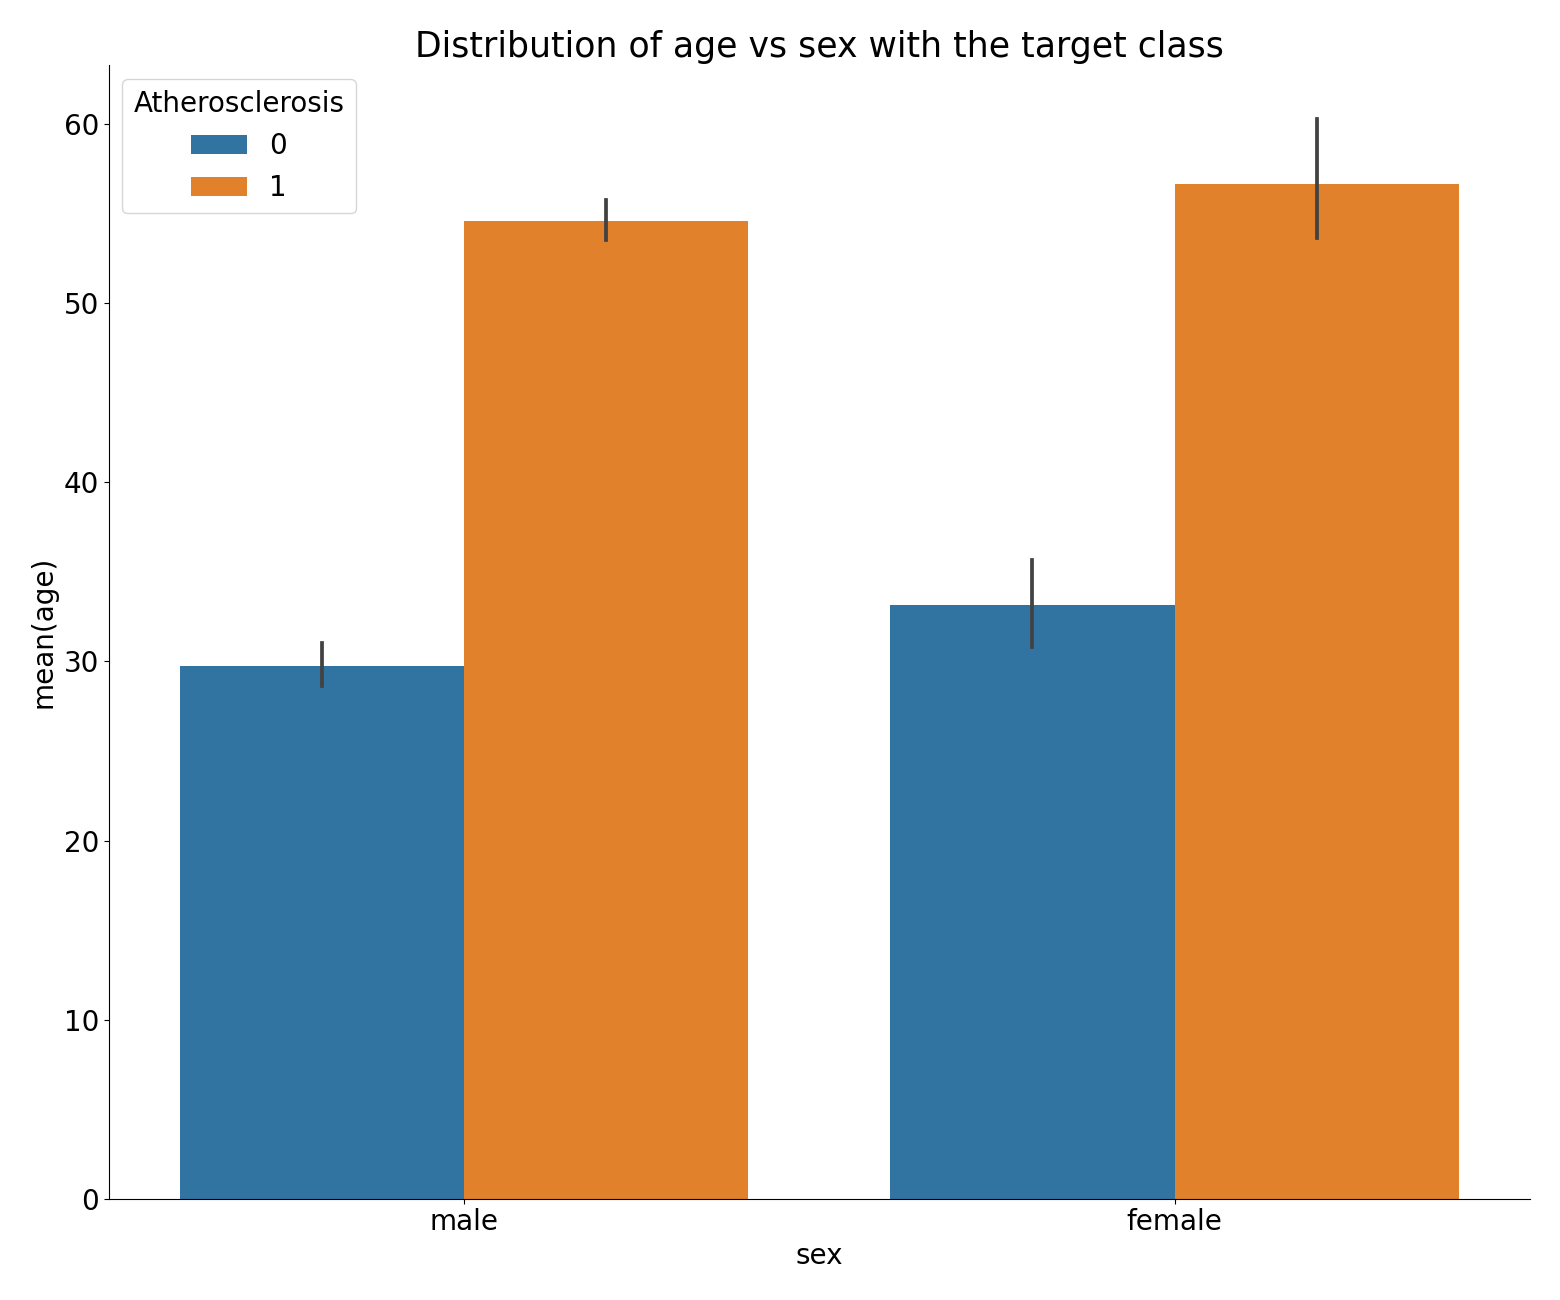 Distribution of age vs sex with the target class
Atherosclerosis
0
1
60
50
40
30
20
10
0
mean(age)
male
female
sex